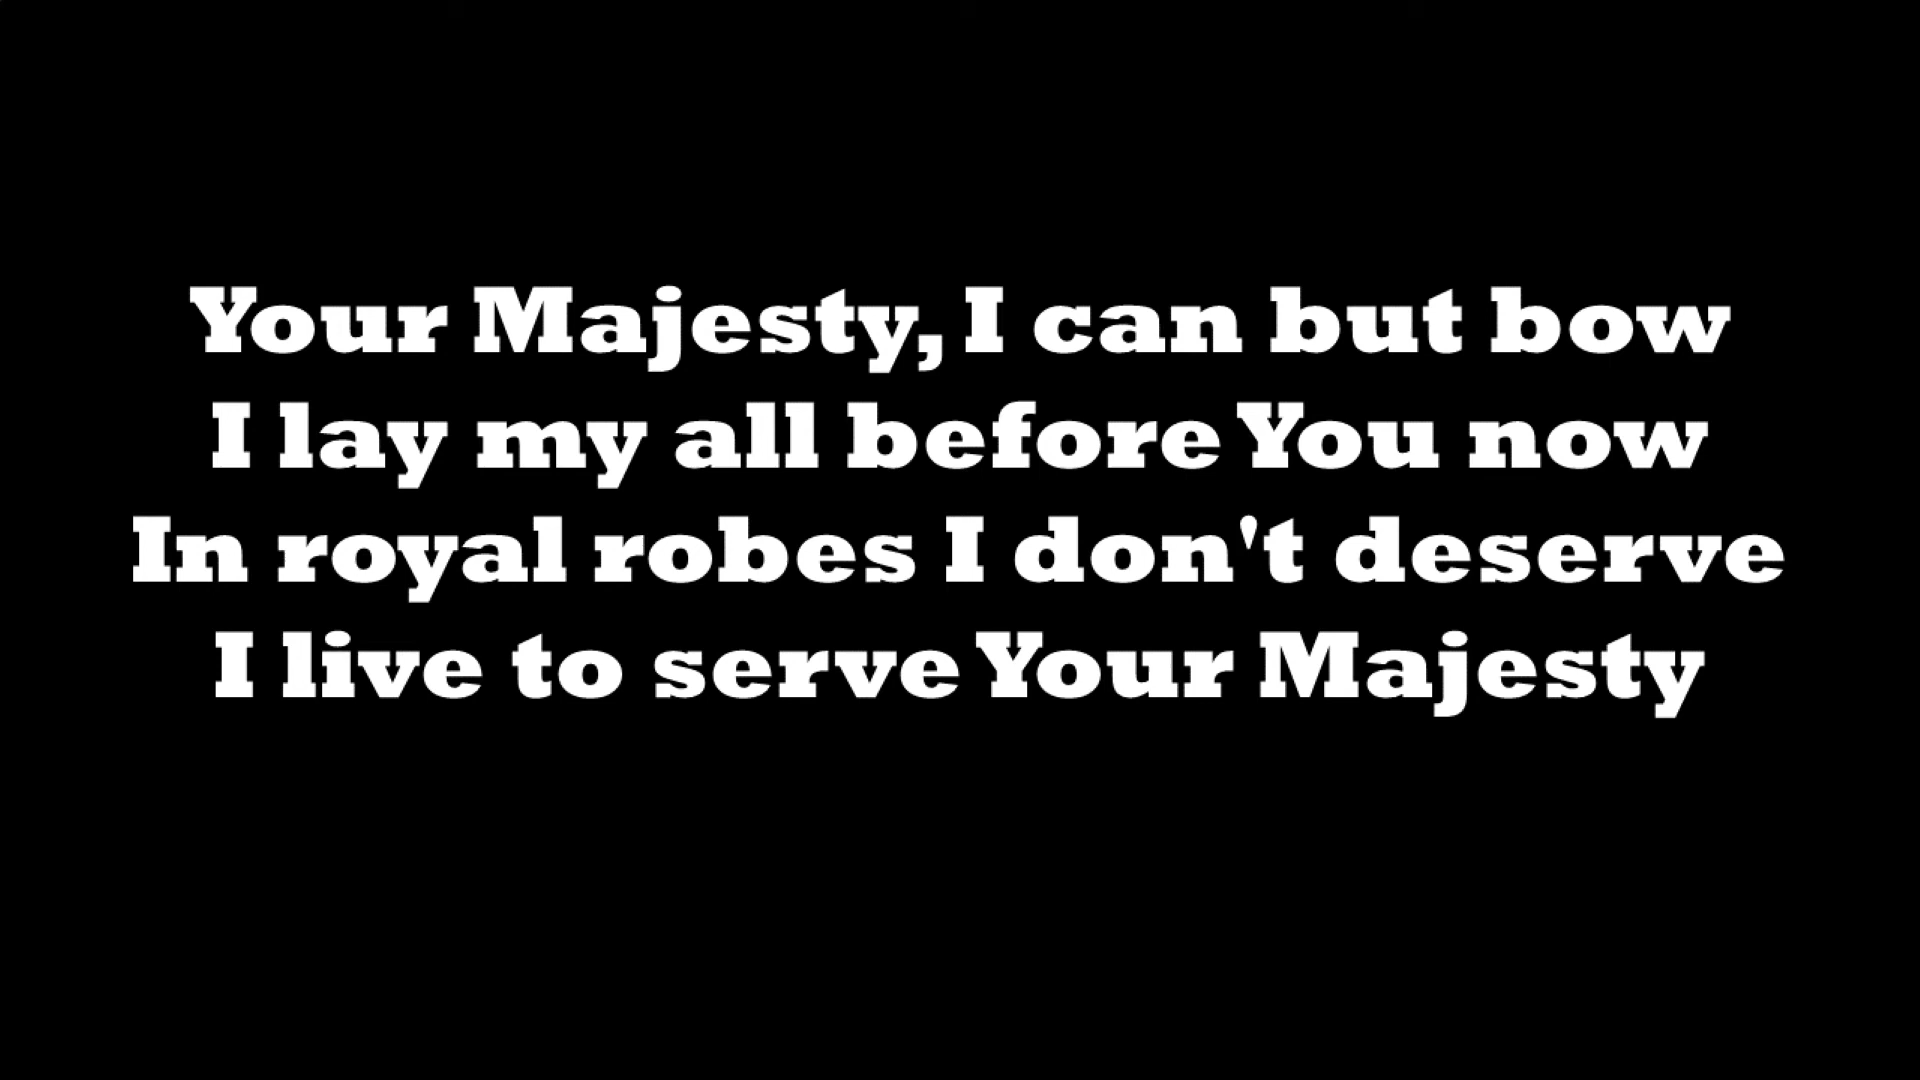 Your Majesty, I can but bow
I lay my all before You now
In royal robes I don't deserve
I live to serve Your Majesty